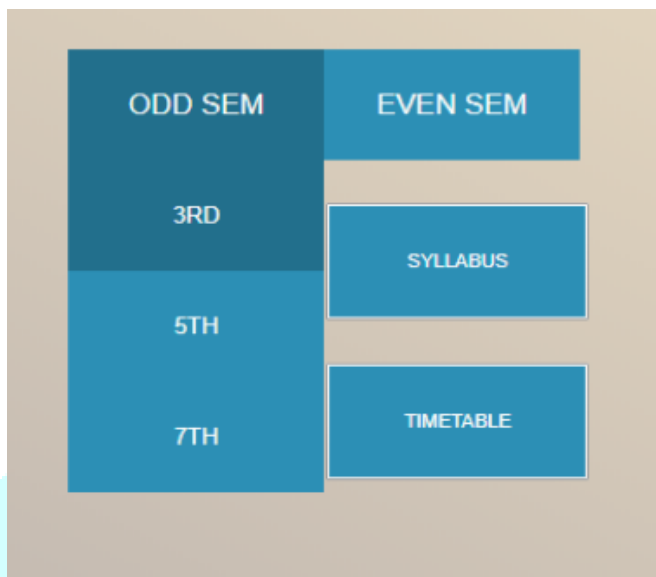 ODD SEM
EVEN SEM
3RD
SYLLABUS
5TH
TIMETABLE
7TH